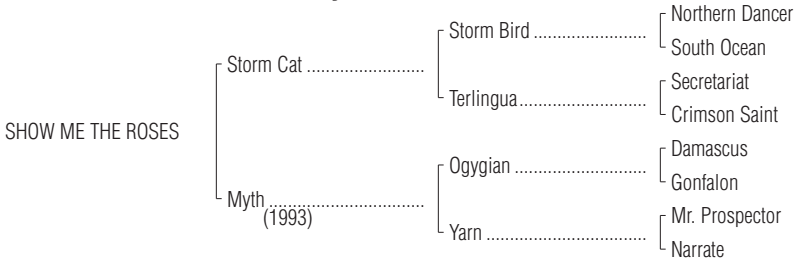 Northern Dancer
Storm Bird ........................
South Ocean
Storm Cat .........................
Secretariat
Terlingua ...........................
Crimson Saint
SHOW ME THE ROSES
Damascus
Ogygian ............................
Gonfalon
Myth .................................
(1993)
Mr. Prospector
Yarn ..................................
Narrate